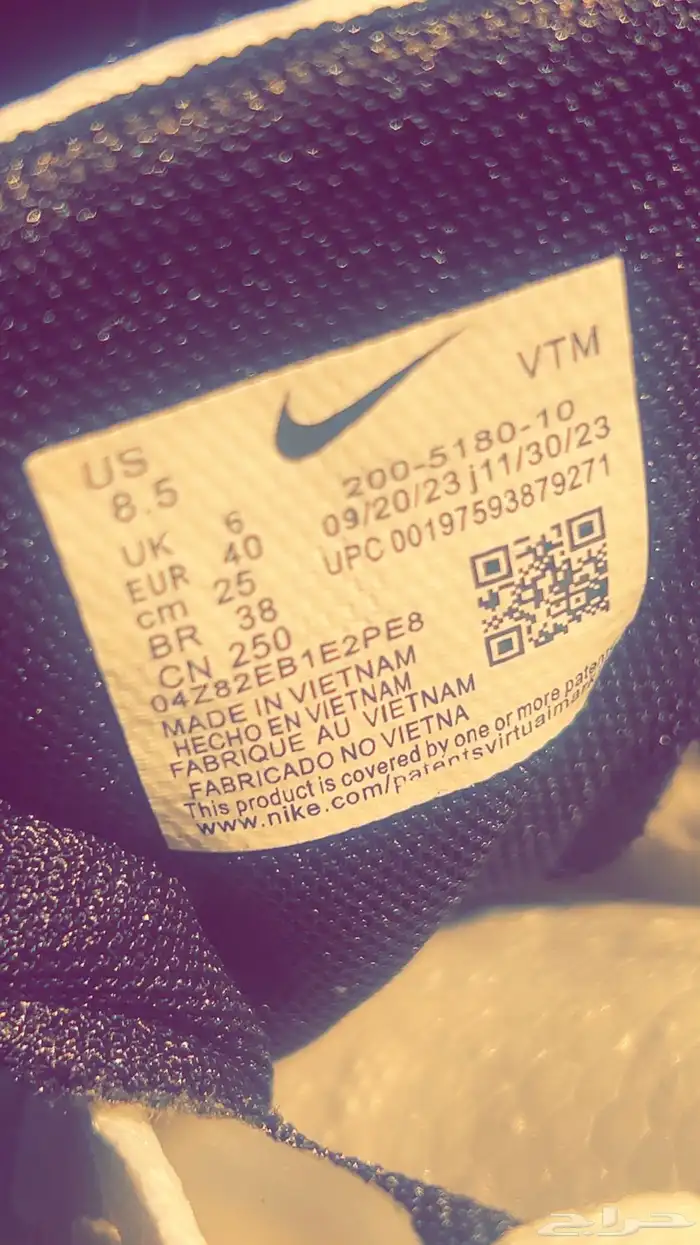 VTM
US
8.5
200-5180-10
09/20/23 j11/30/23
UPC 00197593879271
UK 6
EUR 40
cm 25
BR 38
CN 250
04Z82EB1E2PE8
MADE IN VIETNAM
HECHO EN VIETNAM
FABRIQUE AU VIETNAM
FABRICADO NO VIETNA
This product is covered by one or more
www.nike.com/patentsvirtualmar
حراج